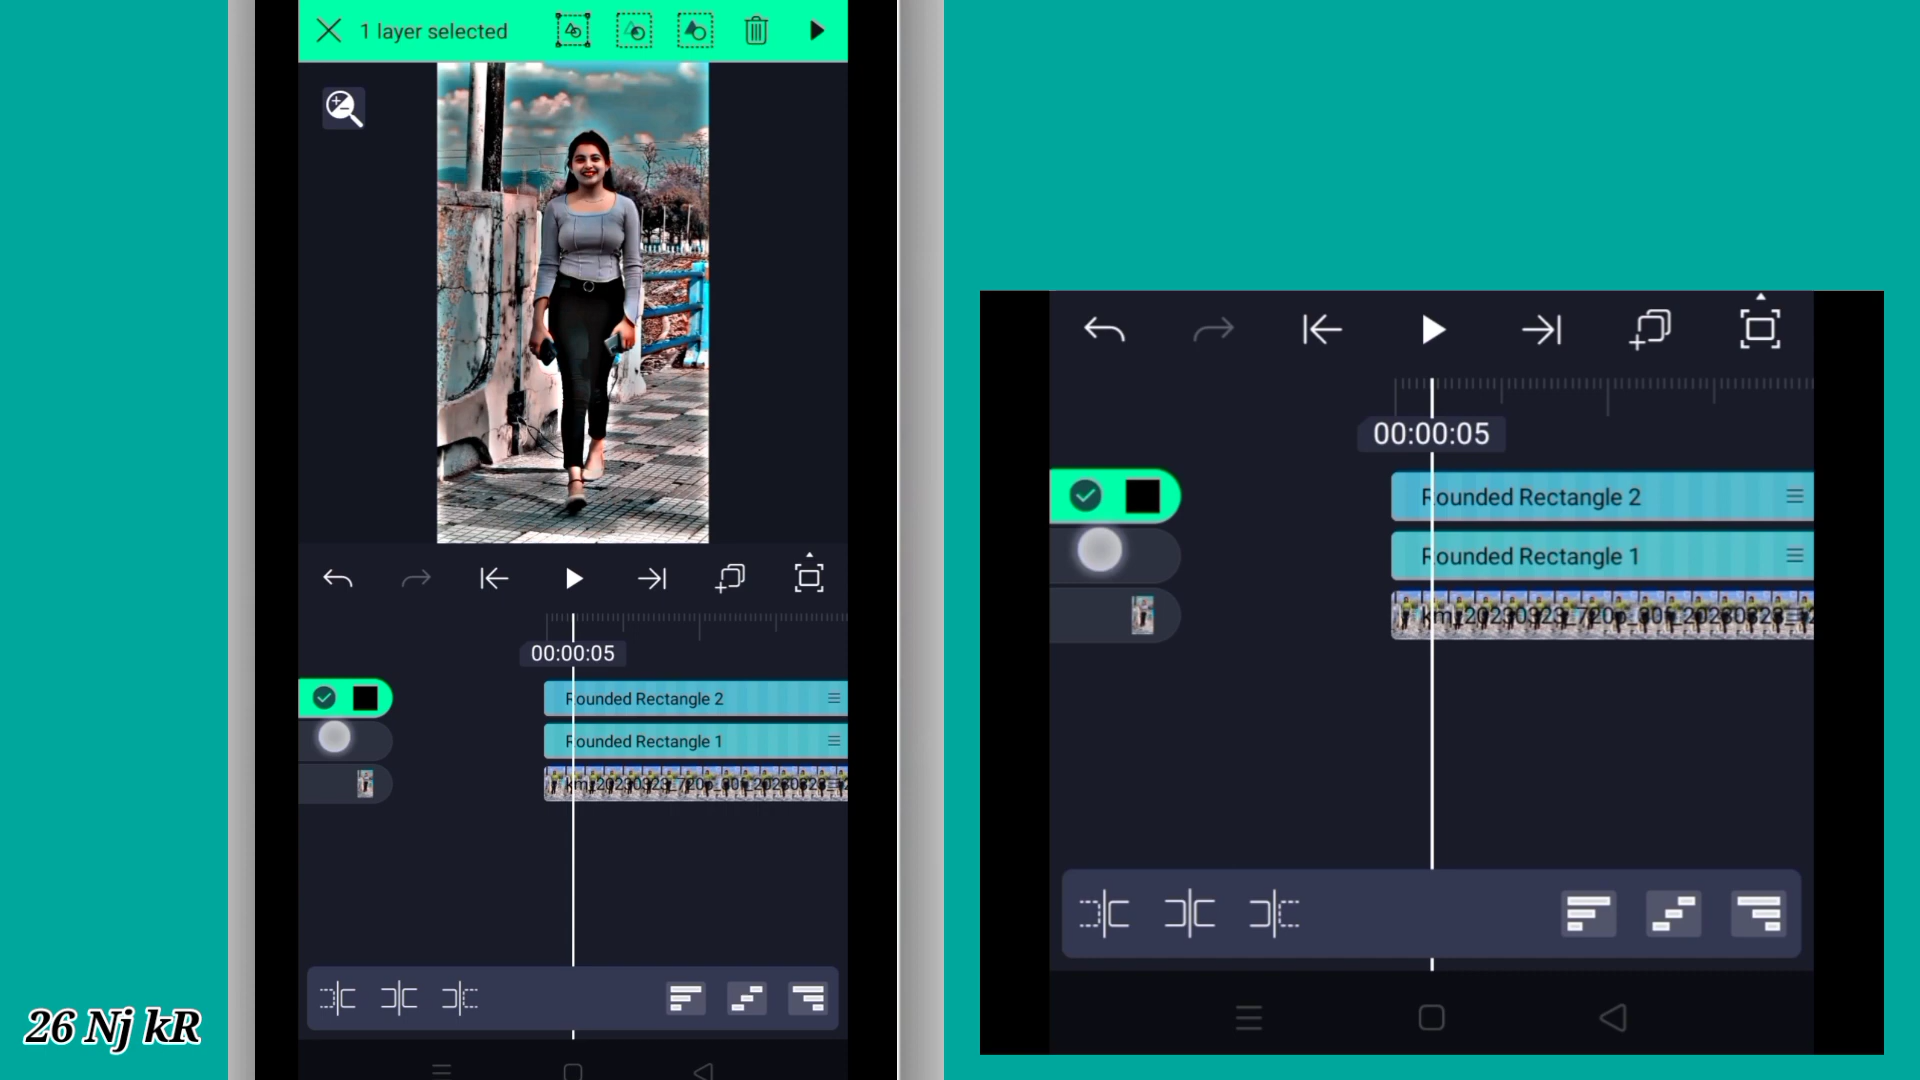 1 layer selected
00:00:05
Rounded Rectangle 2
Rounded Rectangle 1
00:00:05
Rounded Rectangle 2
Rounded Rectangle 1
26 Nj kR